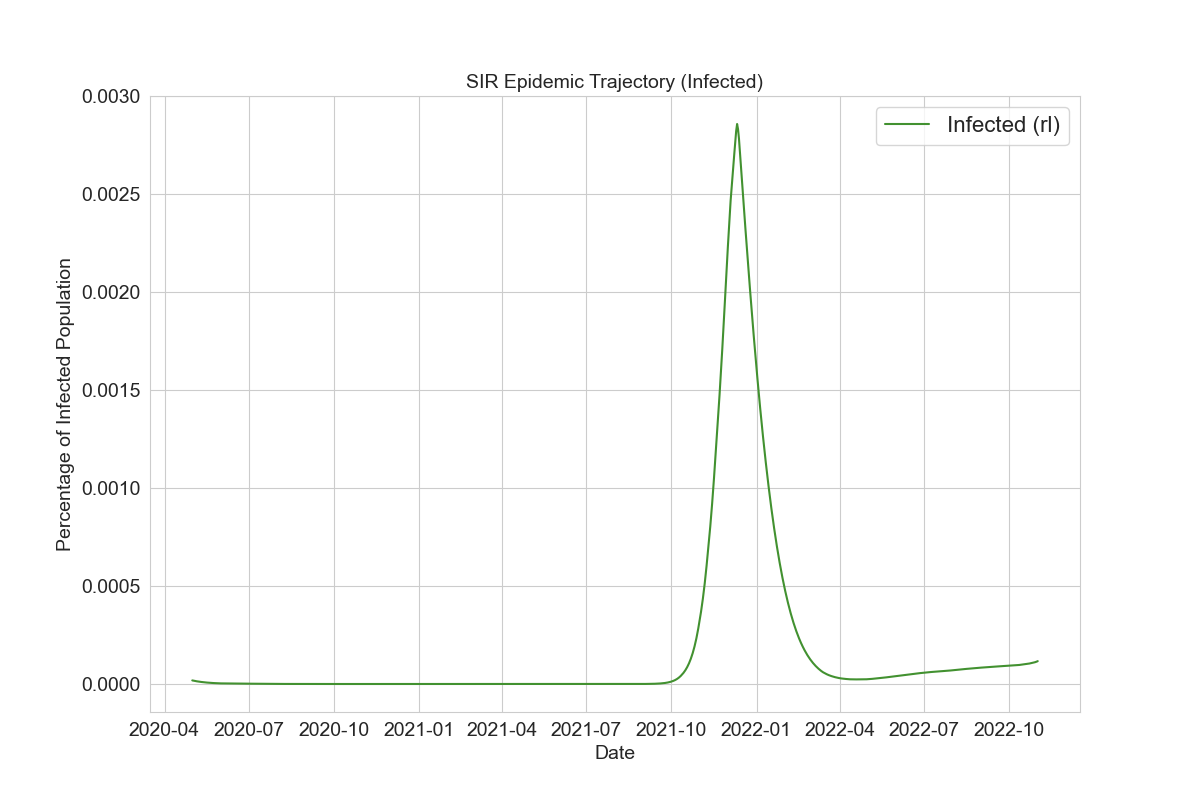 SIR Epidemic Trajectory (Infected)
Infected (rl)
Percentage of Infected Population
0.0030
0.0025
0.0020
0.0015
0.0010
0.0005
0.0000
2020-04 2020-07 2020-10 2021-01 2021-04 2021-07 2021-10 2022-01 2022-04 2022-07 2022-10
Date